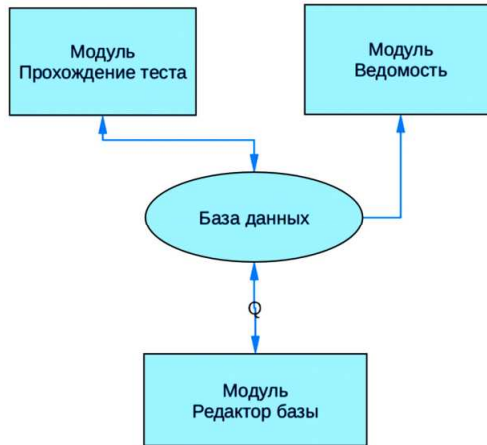 Модуль
Прохождение теста
Модуль
Ведомость
База данных
Q
Модуль
Редактор базы